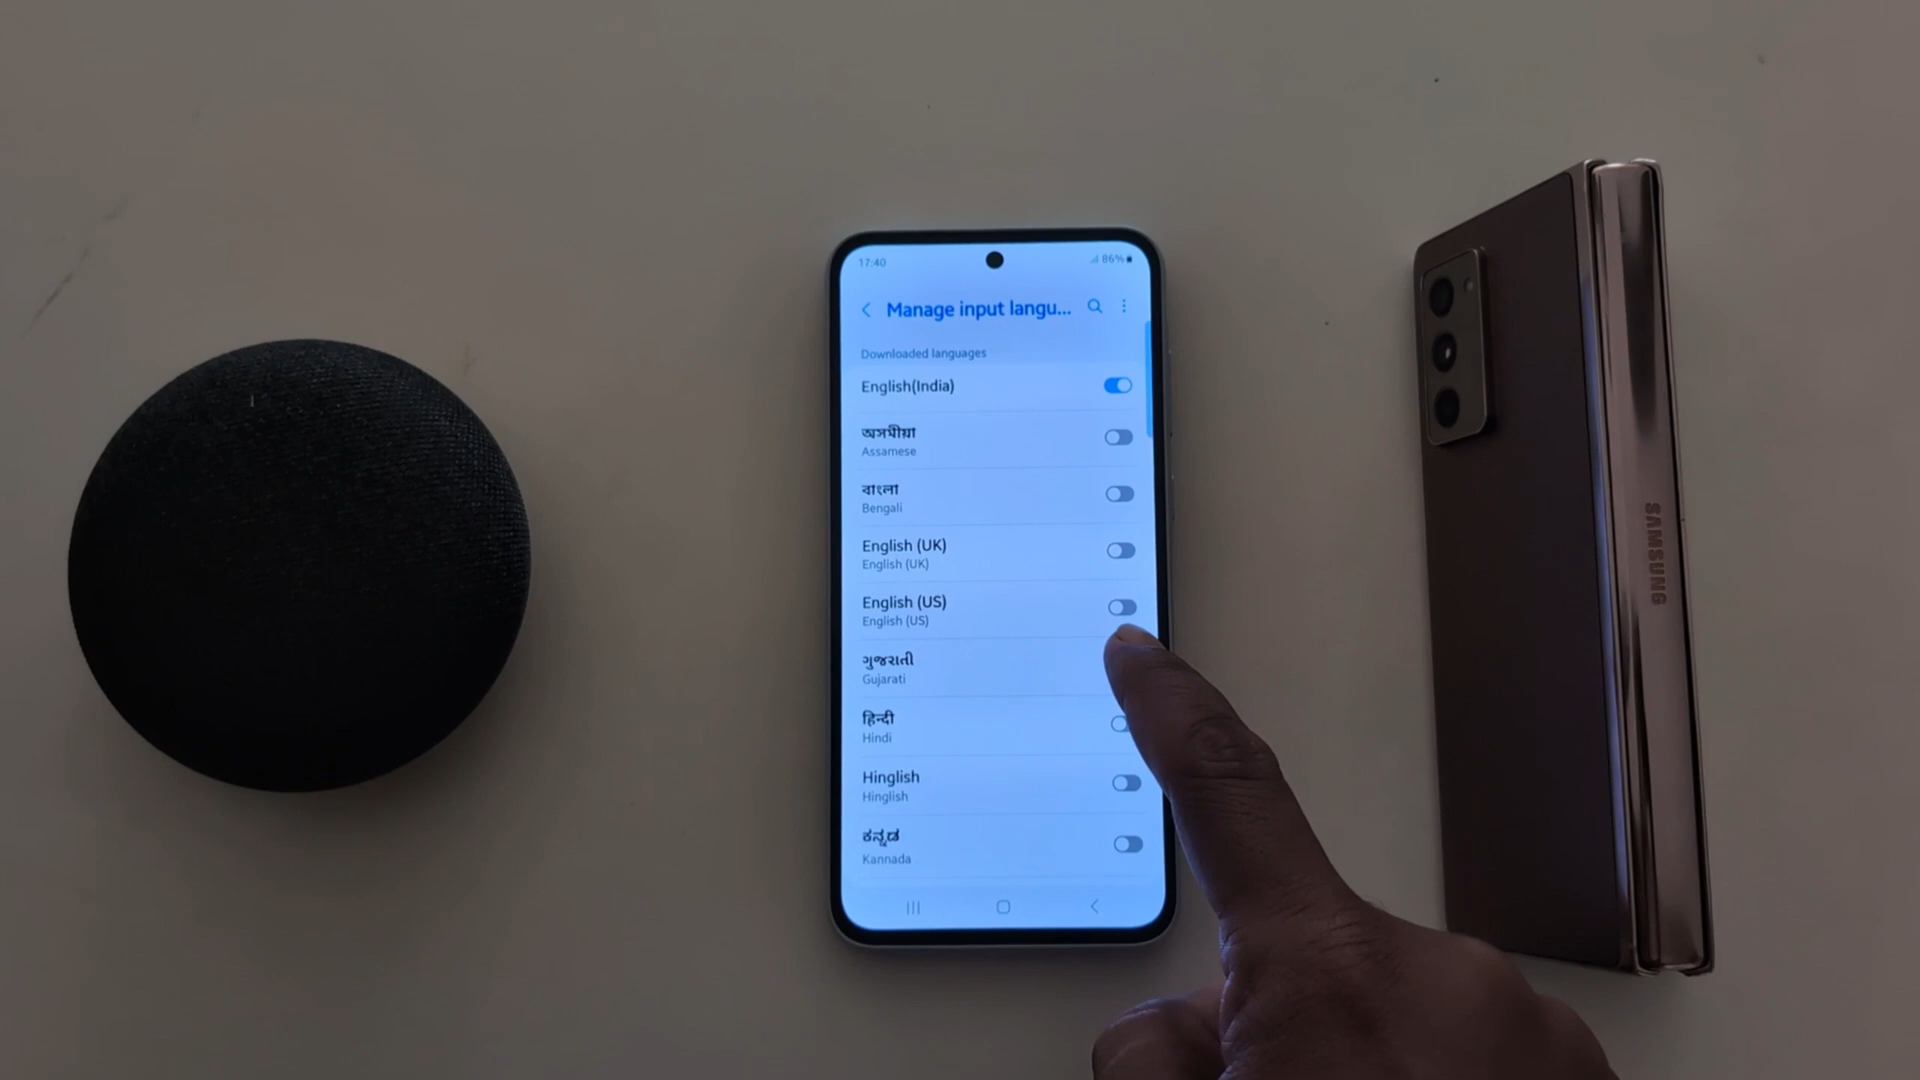 17:40
86%
Manage input langu...
Downloaded languages
English(India)
অসমীয়া
Assamese
বাংলা
Bengali
English (UK)
English (UK)
English (US)
English (US)
ગુજરાતી
Gujarati
हिन्दी
Hindi
Hinglish
Hinglish
ಕನ್ನಡ
Kannada
SAMSUNG